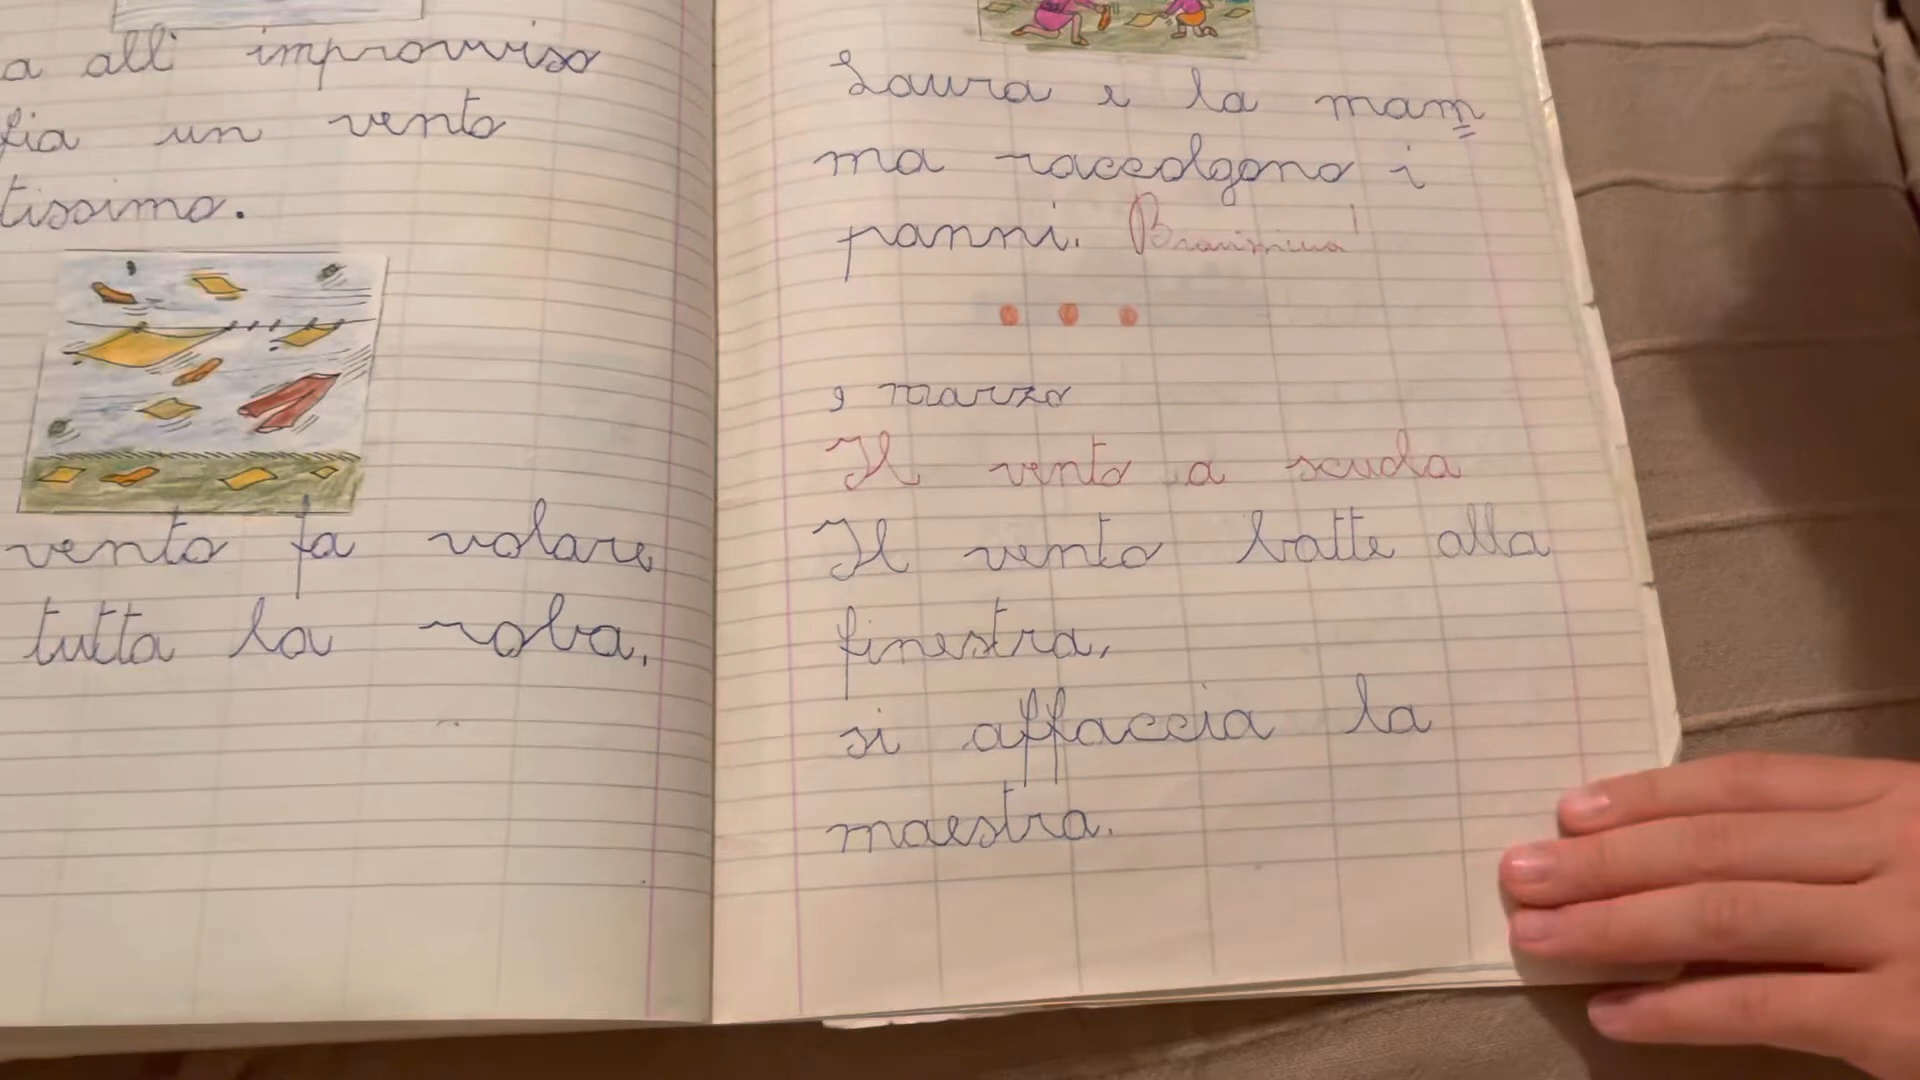 a all' improvviso
fia un vento
tissimo.
vento fa volare
tutta la roba.
Laura e la mam
ma raccolgono i
panni. Bravissima!
9 marzo
Il vento a scuola
Il vento batte alla
finestra,
si affaccia la
maestra.